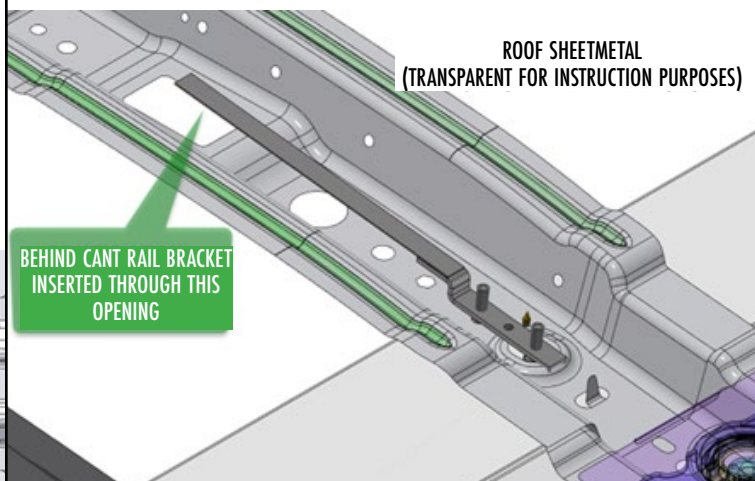 ROOF SHEETMETAL
(TRANSPARENT FOR INSTRUCTION PURPOSES)
BEHIND CANT RAIL BRACKET
INSERTED THROUGH THIS
OPENING